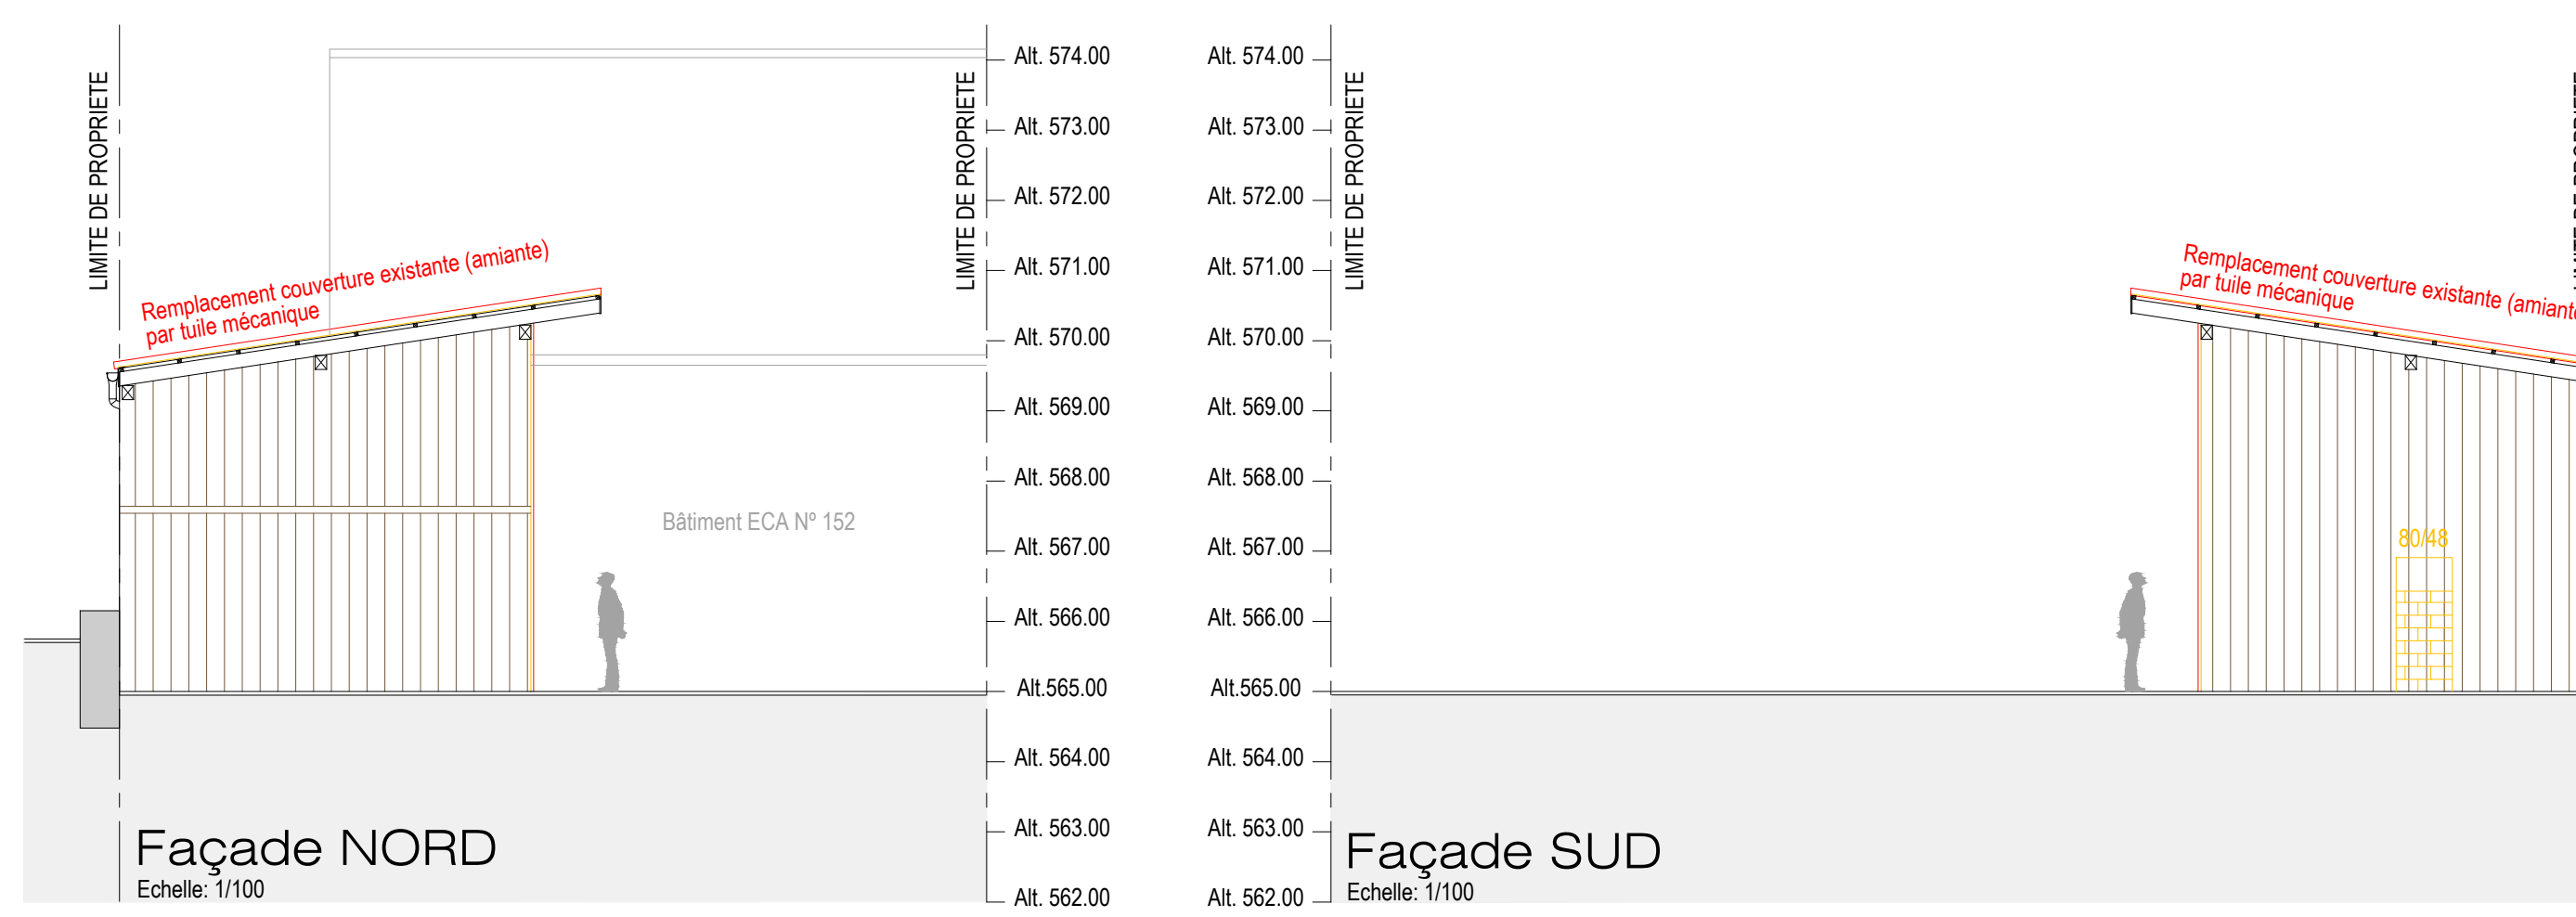 LIMITE DE PROPRIETE
Remplacement couverture existante (amiante)
par tuile mécanique
Bâtiment ECA Nº 152
LIMITE DE PROPRIETE
Alt. 574.00
Alt. 573.00
Alt. 572.00
Alt. 571.00
Alt. 570.00
Alt. 569.00
Alt. 568.00
Alt. 567.00
Alt. 566.00
Alt.565.00
Alt. 564.00
Alt. 563.00
Alt. 562.00
Façade NORD
Echelle: 1/100
Alt. 574.00
Alt. 573.00
Alt. 572.00
Alt. 571.00
Alt. 570.00
Alt. 569.00
Alt. 568.00
Alt. 567.00
Alt. 566.00
Alt.565.00
Alt. 564.00
Alt. 563.00
Alt. 562.00
LIMITE DE PROPRIETE
Remplacement couverture existante (amiante
par tuile mécanique
80/48
Façade SUD
Echelle: 1/100